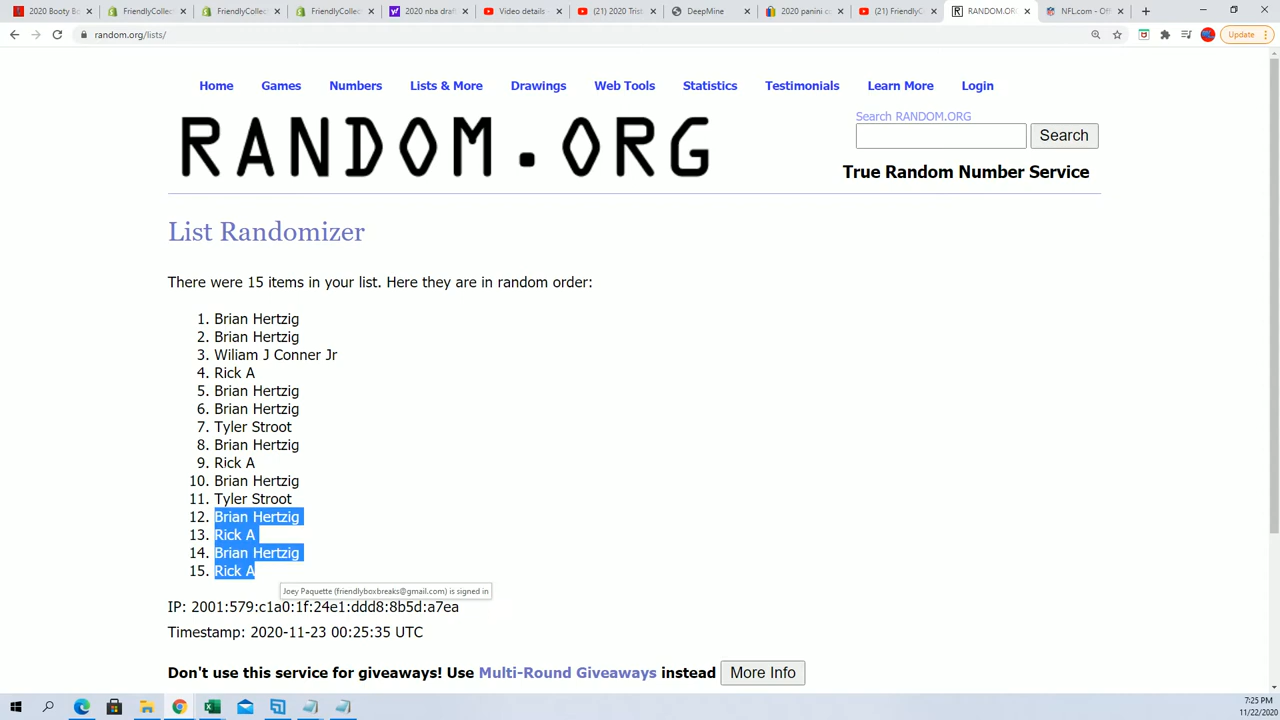 2020 Booty Bo
FriendlyCollec
FriendlyCollec
FriendlyCollec
2020 nba draft
Video details
(21) 2020 Trist
DeepMine
2020 panini co
(21) FriendlyC
RANDOM.OR
NFL.com - Off
random.org/lists/
Update
Home Games Numbers Lists & More Drawings Web Tools Statistics Testimonials Learn More Login
RANDOM.ORG
Search RANDOM.ORG
Search
True Random Number Service
List Randomizer
There were 15 items in your list. Here they are in random order:
1. Brian Hertzig
2. Brian Hertzig
3. Wiliam J Conner Jr
4. Rick A
5. Brian Hertzig
6. Brian Hertzig
7. Tyler Stroot
8. Brian Hertzig
9. Rick A
10. Brian Hertzig
11. Tyler Stroot
12. Brian Hertzig
13. Rick A
14. Brian Hertzig
15. Rick A
Joey Paquette (friendlyboxbreaks@gmail.com) is signed in
IP: 2001:579:c1a0:1f:24e1:ddd8:8b5d:a7ea
Timestamp: 2020-11-23 00:25:35 UTC
Don't use this service for giveaways! Use Multi-Round Giveaways instead More Info
7:25 PM
11/22/2020